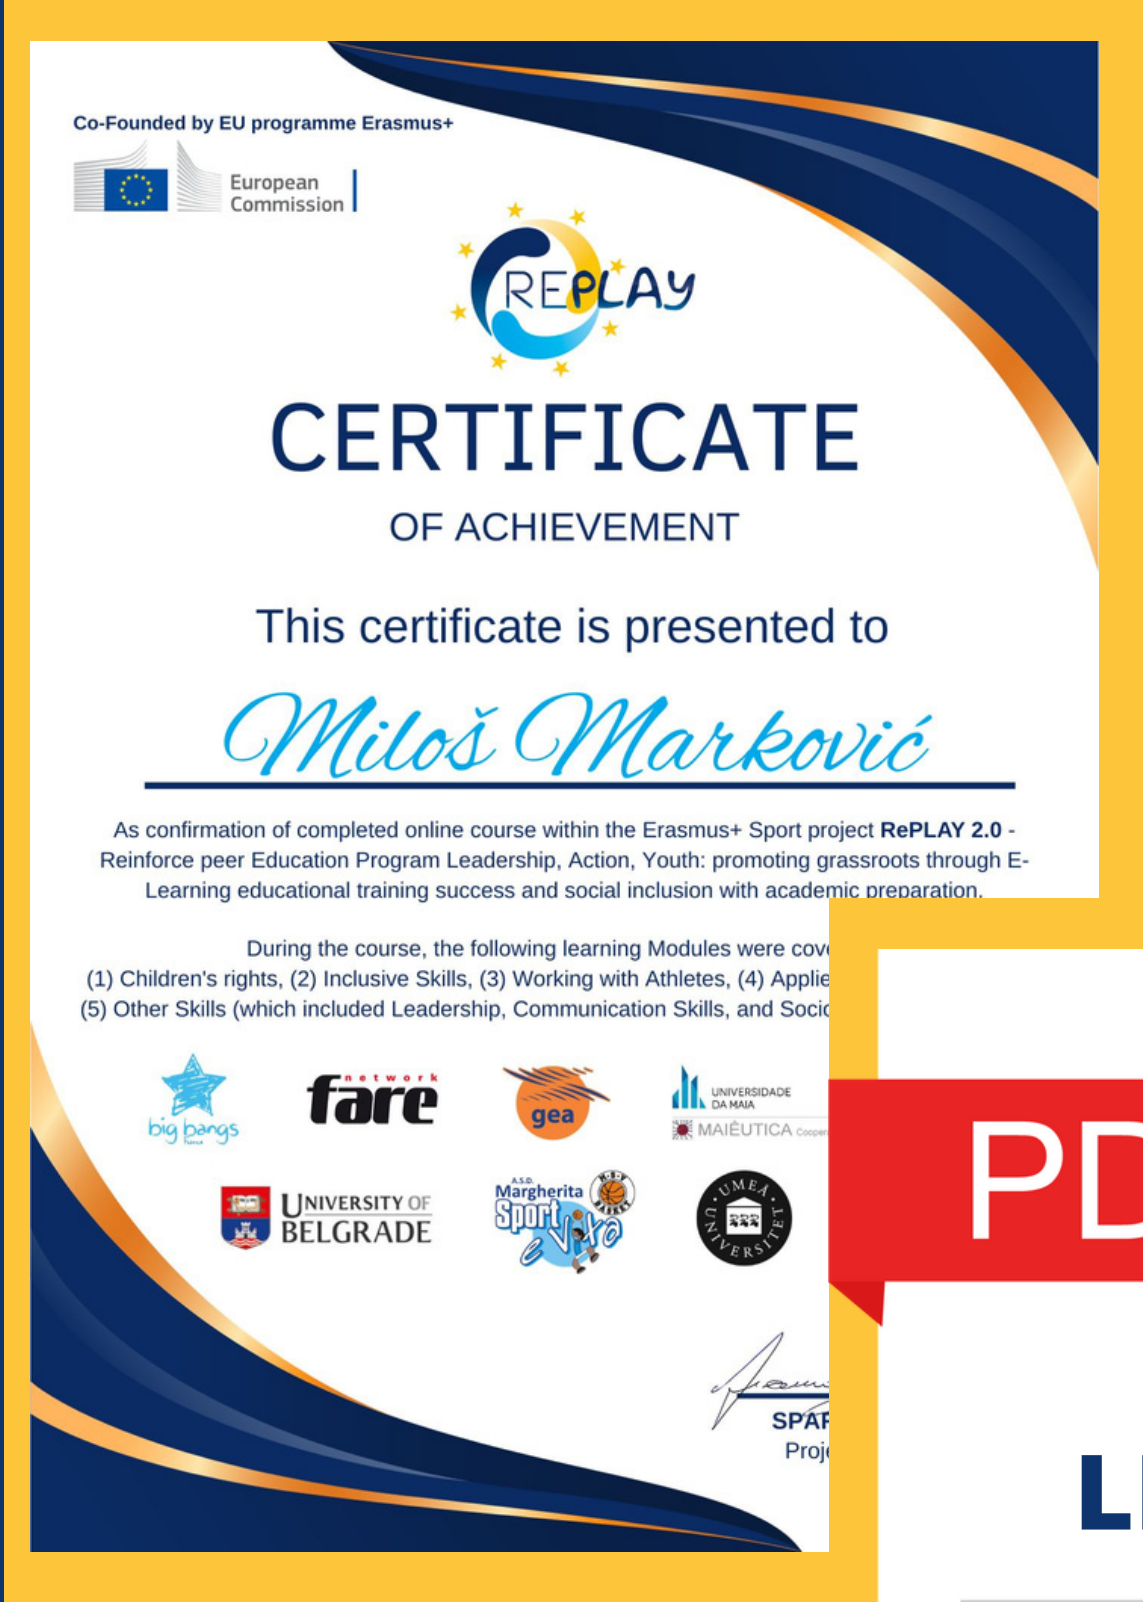 Co-Founded by EU programme Erasmus+
European
Commission
REPLAY
CERTIFICATE
OF ACHIEVEMENT
This certificate is presented to
Miloš Marković
As confirmation of completed online course within the Erasmus+ Sport project RePLAY 2.0 -
Reinforce peer Education Program Leadership, Action, Youth: promoting grassroots through E-
Learning educational training success and social inclusion with academic preparation.
During the course, the following learning Modules were cove
(1) Children's rights, (2) Inclusive Skills, (3) Working with Athletes, (4) Applie
(5) Other Skills (which included Leadership, Communication Skills, and Socio
big bangs
network
fare
gea
UNIVERSIDADE
DA MAIA
MAIÊUTICA Cooper
UNIVERSITY OF
BELGRADE
A.S.D.
Margherita
Sport
e Vita
BASKET
UMEÅ
UNIVERSITET
SPAR
Proje
PD